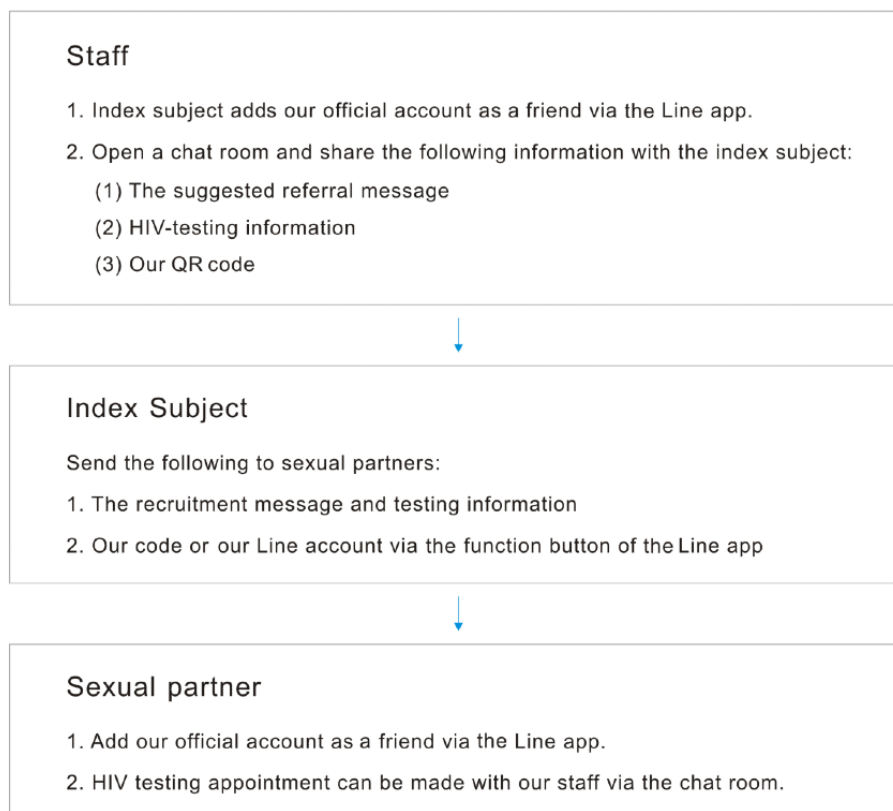 Staff
1. Index subject adds our official account as a friend via the Line app.
2. Open a chat room and share the following information with the index subject:
(1) The suggested referral message
(2) HIV-testing information
(3) Our QR code
Index Subject
Send the following to sexual partners:
1. The recruitment message and testing information
2. Our code or our Line account via the function button of the Line app
Sexual partner
1. Add our official account as a friend via the Line app.
2. HIV testing appointment can be made with our staff via the chat room.